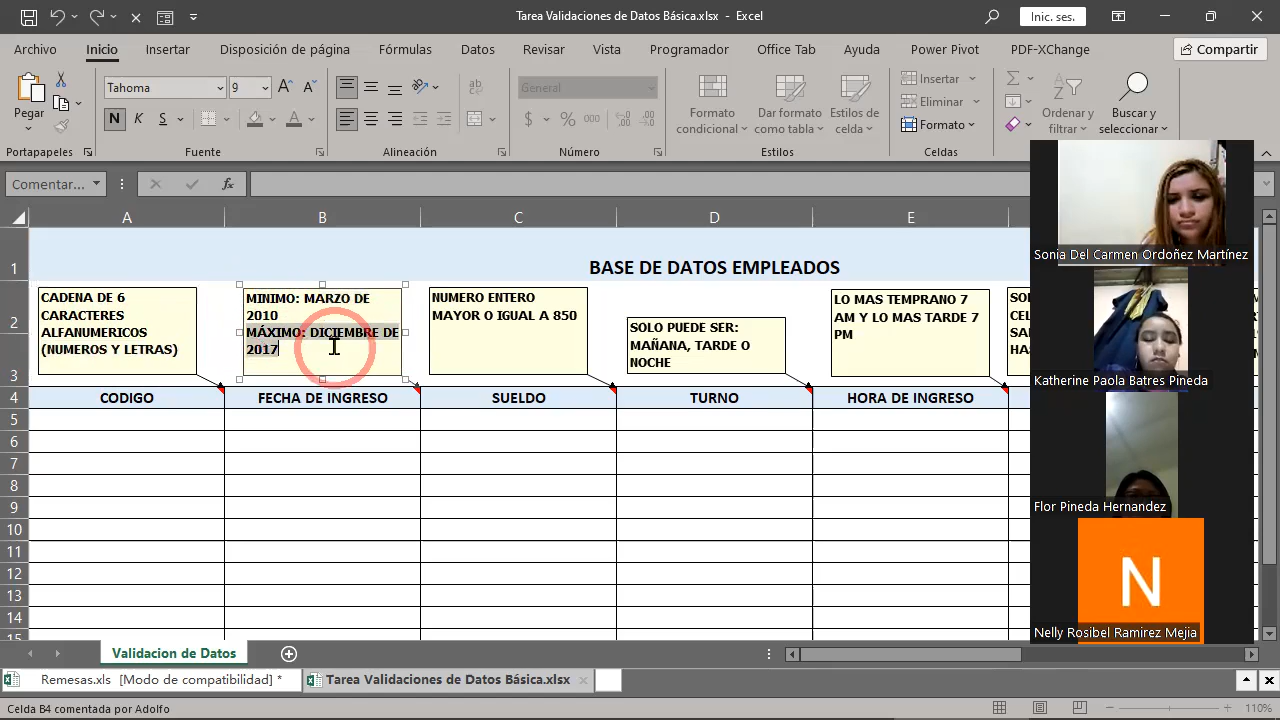 Tarea Validaciones de Datos Básica.xlsx - Excel
Inic. ses.
Archivo Inicio Insertar Disposición de página Fórmulas Datos Revisar Vista Programador Office Tab Ayuda Power Pivot PDF-XChange Compartir
Pegar
Tahoma 9
N K S
ab
General
$ % 000
Formato condicional
Dar formato como tabla
Estilos de celda
Insertar
Eliminar
Formato
Ordenar y filtrar
Buscar y seleccionar
Portapapeles Fuente Alineación Número Estilos Celdas
Comentar... fx
A B C D E
1 BASE DE DATOS EMPLEADOS
2
3
CADENA DE 6
CARACTERES
ALFANUMERICOS
(NUMEROS Y LETRAS)
MINIMO: MARZO DE
2010
MÁXIMO: DICIEMBRE DE
2017
NUMERO ENTERO
MAYOR O IGUAL A 850
SOLO PUEDE SER:
MAÑANA, TARDE O
NOCHE
LO MAS TEMPRANO 7
AM Y LO MAS TARDE 7
PM
4 CODIGO FECHA DE INGRESO SUELDO TURNO HORA DE INGRESO
5
6
7
8
9
10
11
12
13
14
15
Sonia Del Carmen Ordoñez Martínez
Katherine Paola Batres Pineda
Flor Pineda Hernandez
N
Nelly Rosibel Ramirez Mejia
Validacion de Datos
Remesas.xls [Modo de compatibilidad] * Tarea Validaciones de Datos Básica.xlsx
Celda B4 comentada por Adolfo 110%